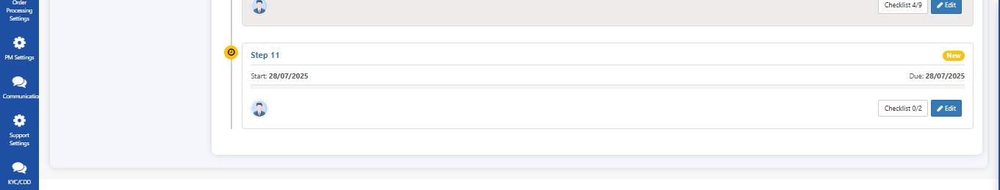 Order
Processing
Settings
PM Settings
Communicatio
Support
Settings
KYC/CDD
Checklist 4/9
Edit
Step 11
New
Start: 28/07/2025
Due: 28/07/2025
Checklist 0/2
Edit